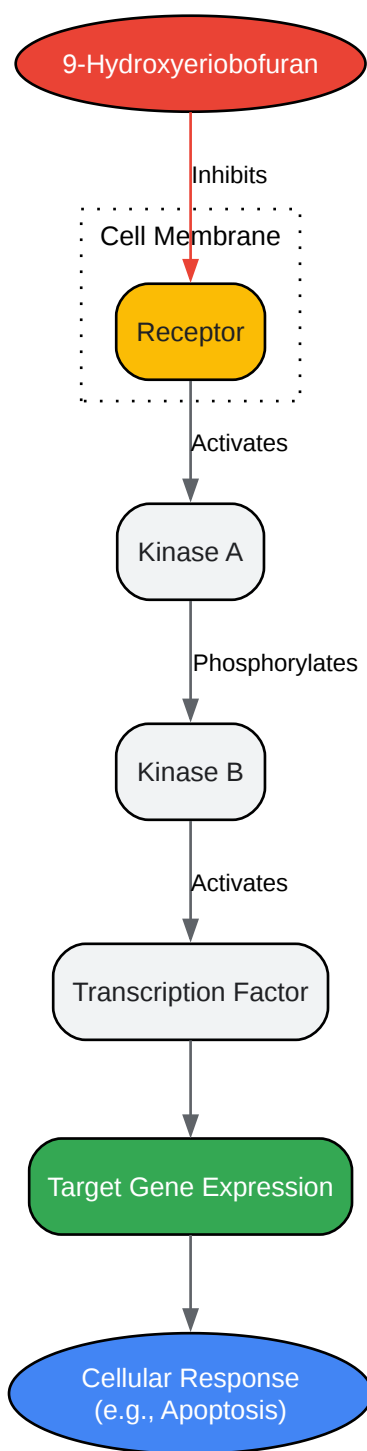 9-Hydroxyeriobofuran
Inhibits
Cell Membrane
Receptor
Activates
Kinase A
Phosphorylates
Kinase B
Activates
Transcription Factor
Target Gene Expression
Cellular Response
(e.g., Apoptosis)